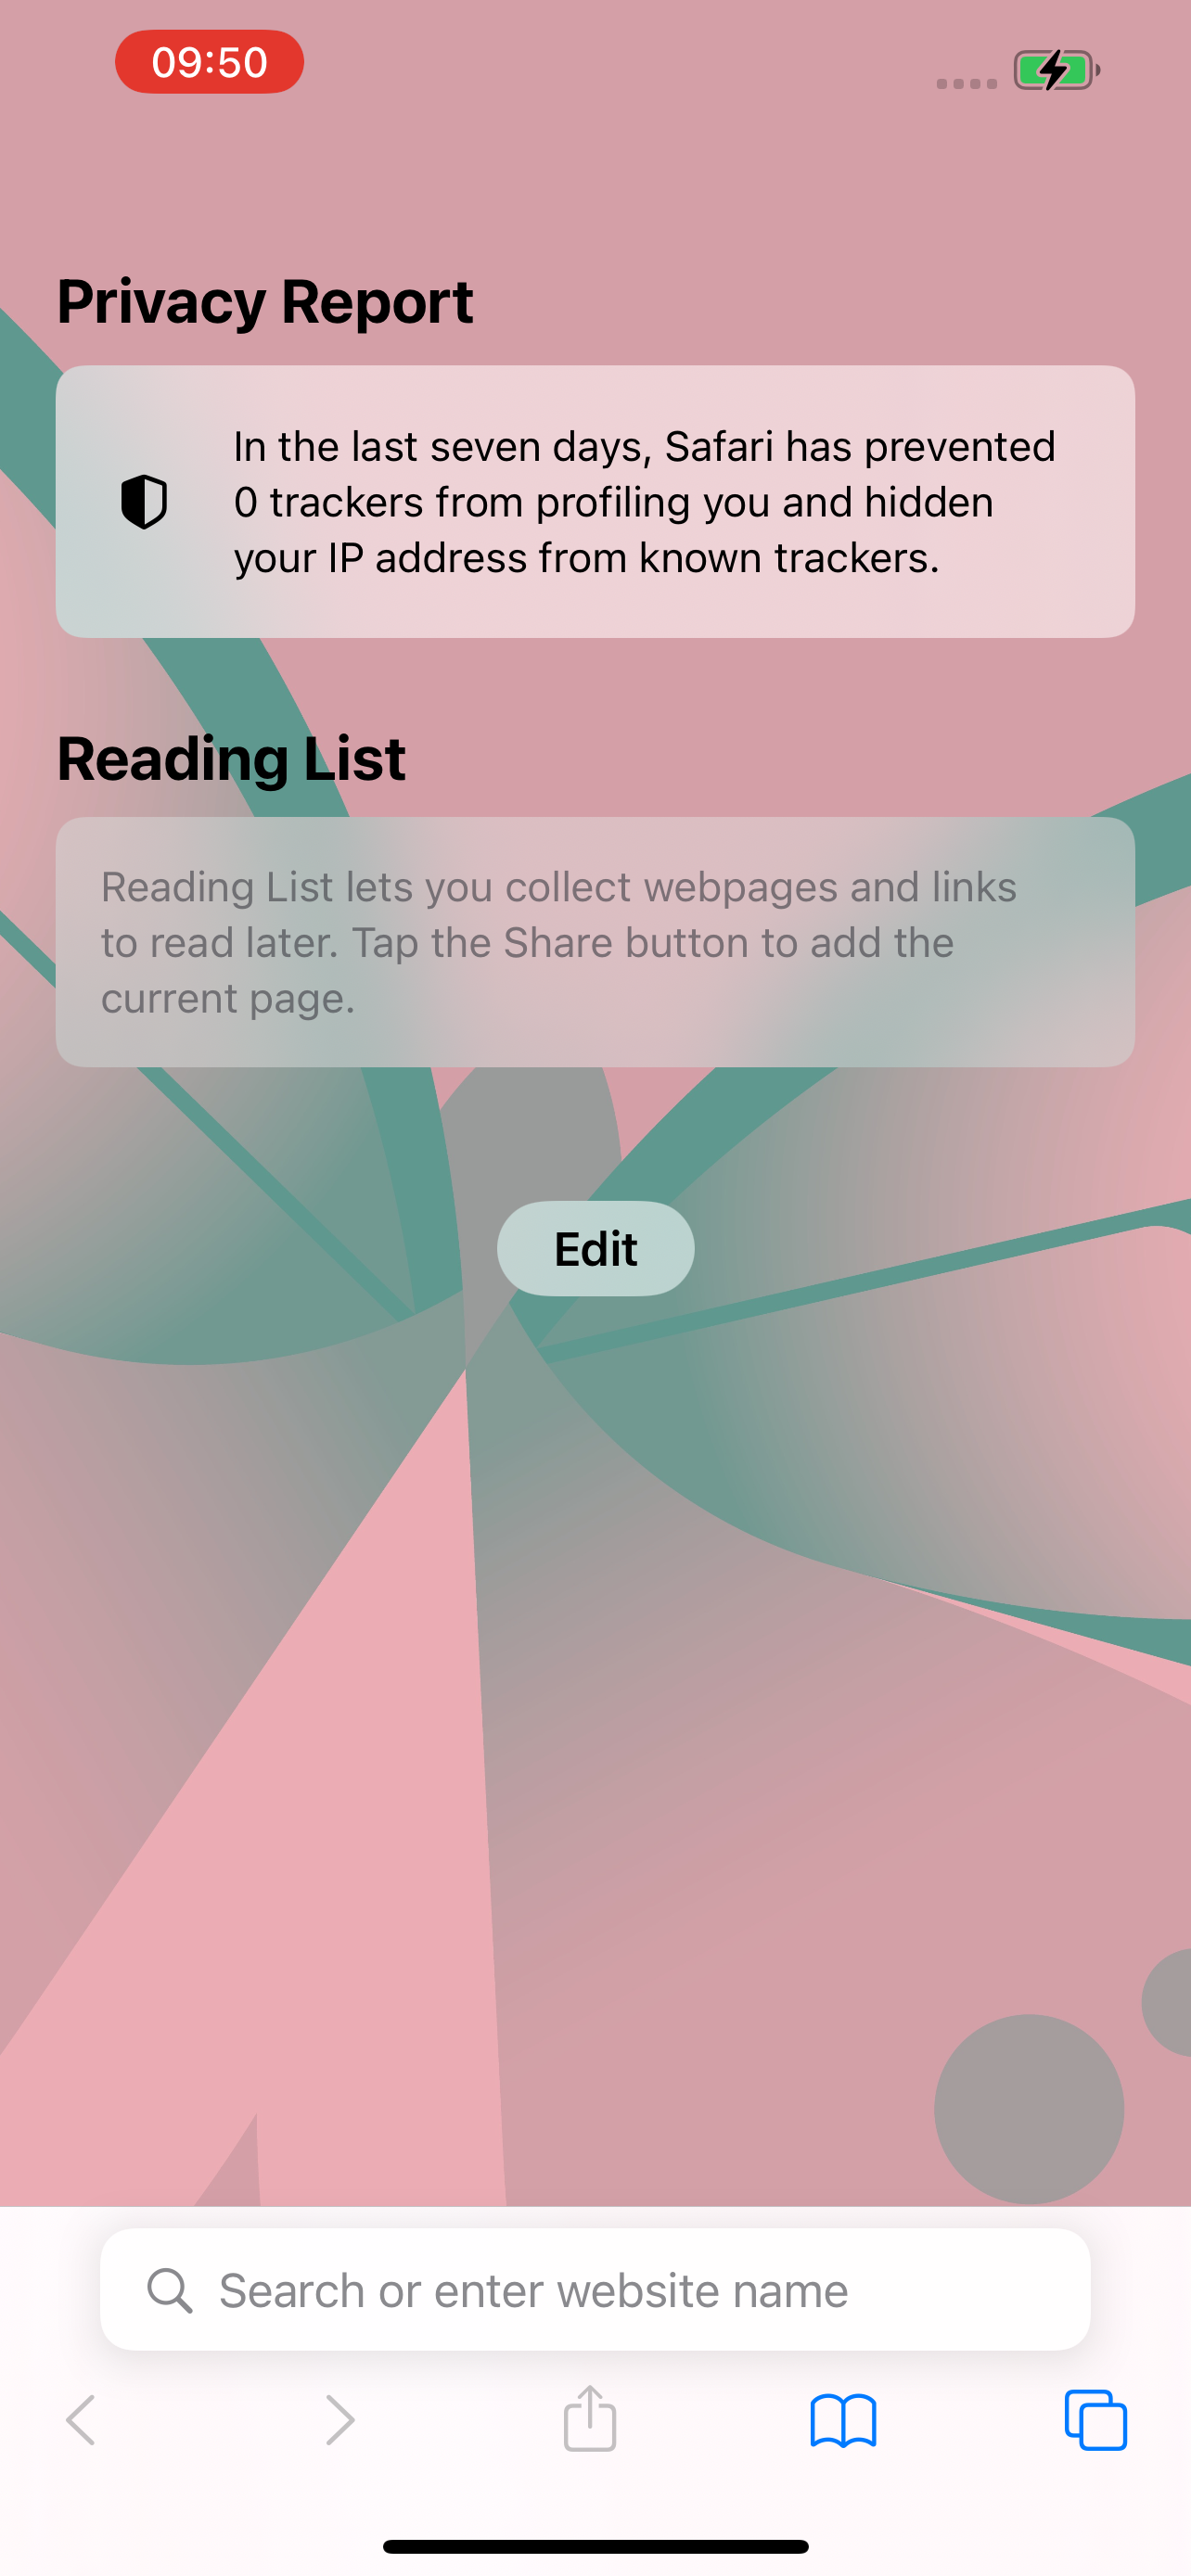 09:50
Privacy Report
In the last seven days, Safari has prevented
0 trackers from profiling you and hidden
your IP address from known trackers.
Reading List
Reading List lets you collect webpages and links
to read later. Tap the Share button to add the
current page.
Edit
Search or enter website name